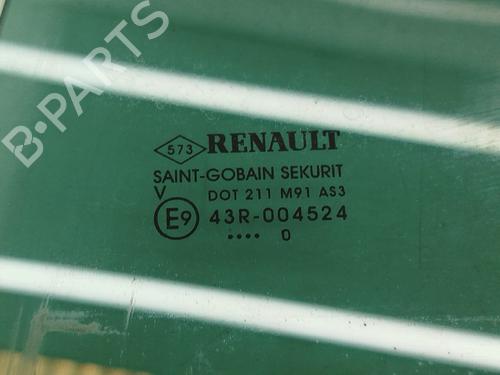 B-PARTS
573 RENAULT
SAINT-GOBAIN SEKURIT
V DOT 211 M91 AS3
E9 43R-004524
.... 0